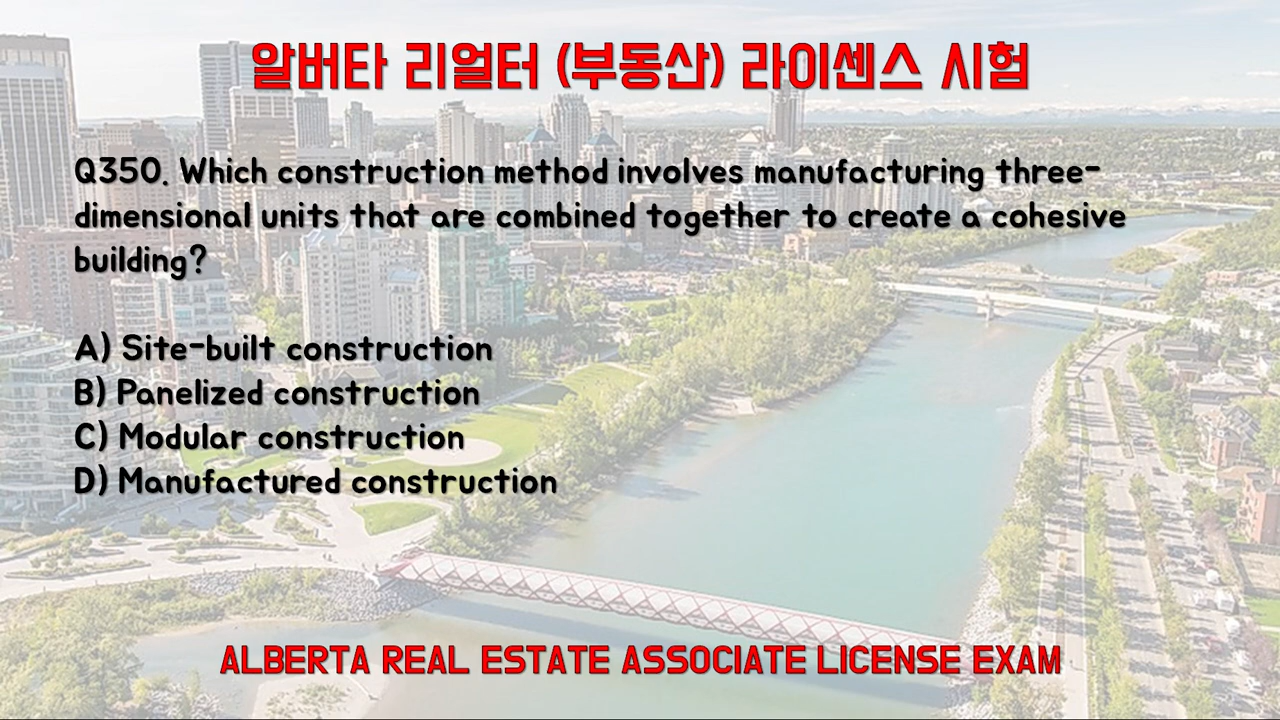 알버타 리얼터 (부동산) 라이센스 시험
Q350. Which construction method involves manufacturing three-
dimensional units that are combined together to create a cohesive
building?
A) Site-built construction
B) Panelized construction
C) Modular construction
D) Manufactured construction
ALBERTA REAL ESTATE ASSOCIATE LICENSE EXAM